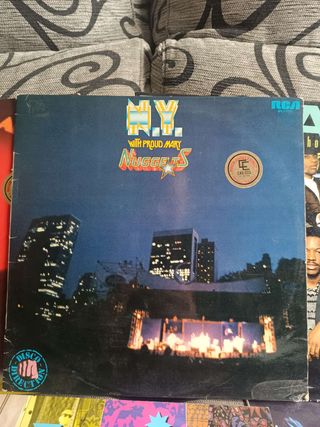 RCA
N.Y.
WITH PROUD MARY
NUGGETS
DISCO
DIRECTION